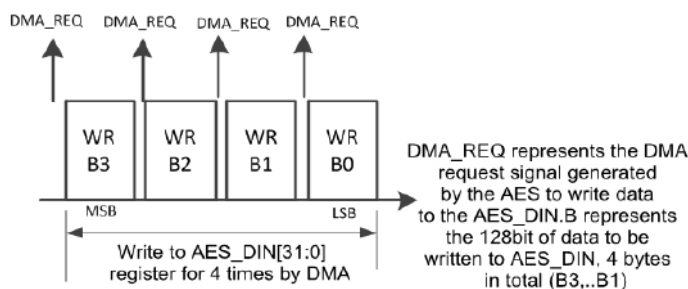 DMA_REQ DMA_REQ DMA_REQ DMA_REQ
WR WR WR WR
B3 B2 B1 B0
MSB LSB
Write to AES_DIN[31:0]
register for 4 times by DMA
DMA_REQ represents the DMA
request signal generated
by the AES to write data
to the AES_DIN.B represents
the 128bit of data to be
written to AES_DIN, 4 bytes
in total (B3,..B1)